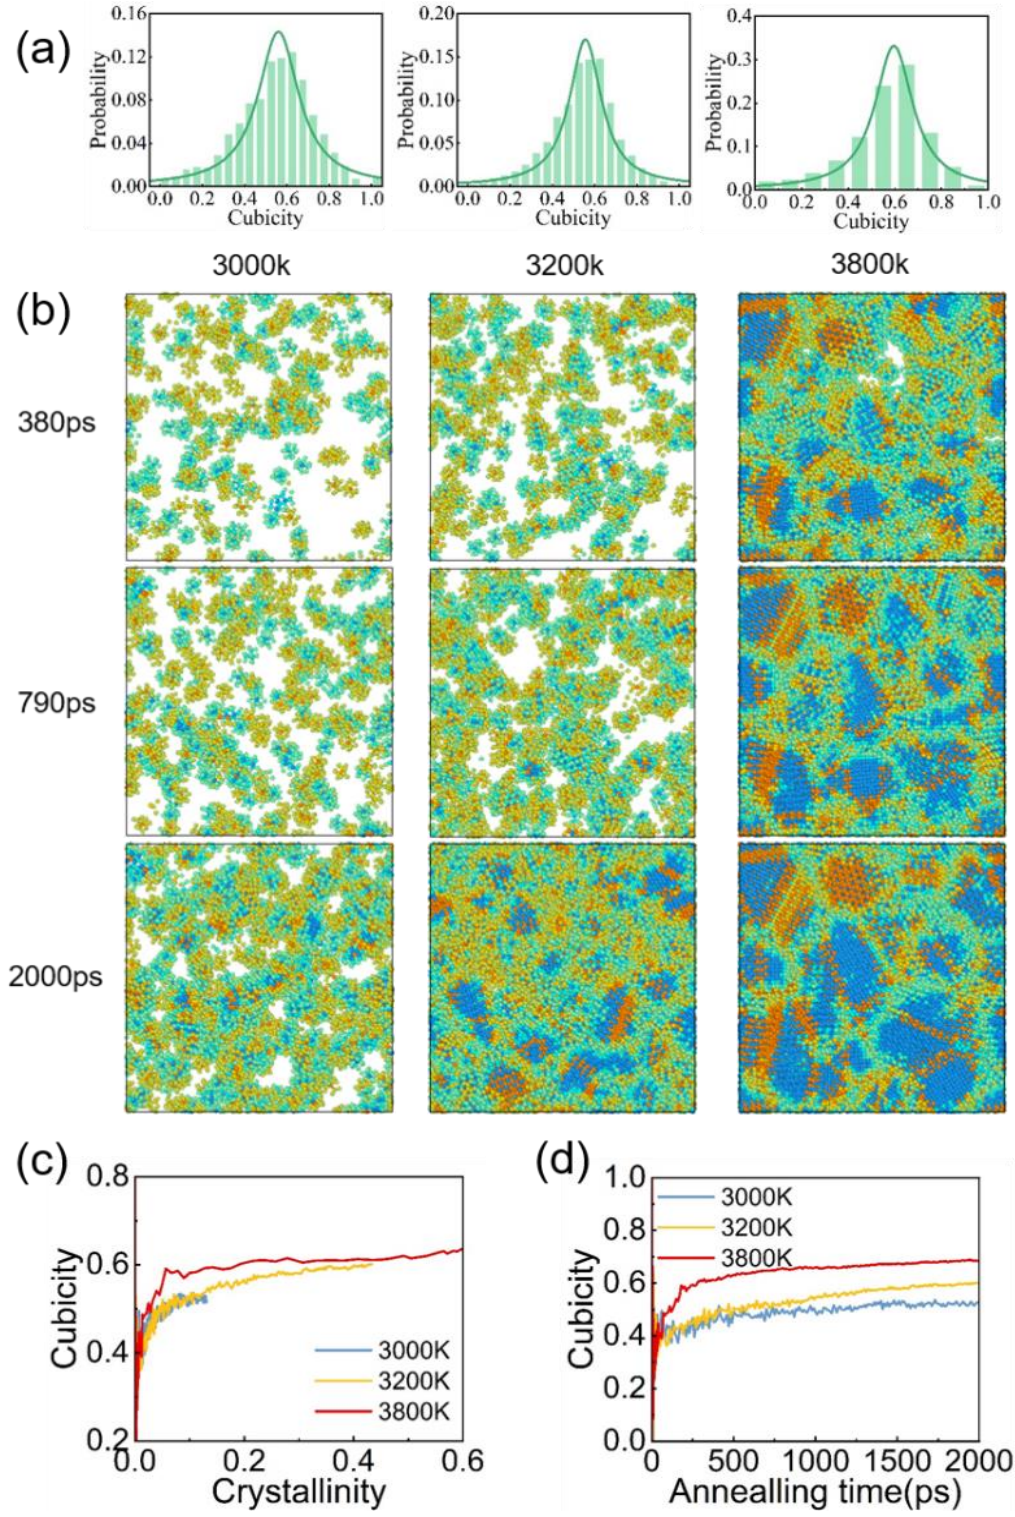 (a)
0.16
0.12
0.08
0.04
0.00
Probability
0.0 0.2 0.4 0.6 0.8 1.0
Cubicity
0.20
0.15
0.10
0.05
0.00
Probability
0.0 0.2 0.4 0.6 0.8 1.0
Cubicity
0.4
0.3
0.2
0.1
0.0
Probability
0.0 0.2 0.4 0.6 0.8 1.0
Cubicity
3000k 3200k 3800k
(b)
380ps
790ps
2000ps
(c)
0.8
0.6
0.4
0.2
Cubicity
3000K
3200K
3800K
0.0 0.2 0.4 0.6
Crystallinity
(d)
1.0
0.8
0.6
0.4
0.2
0.0
Cubicity
3000K
3200K
3800K
0 500 1000 1500 2000
Annealling time(ps)